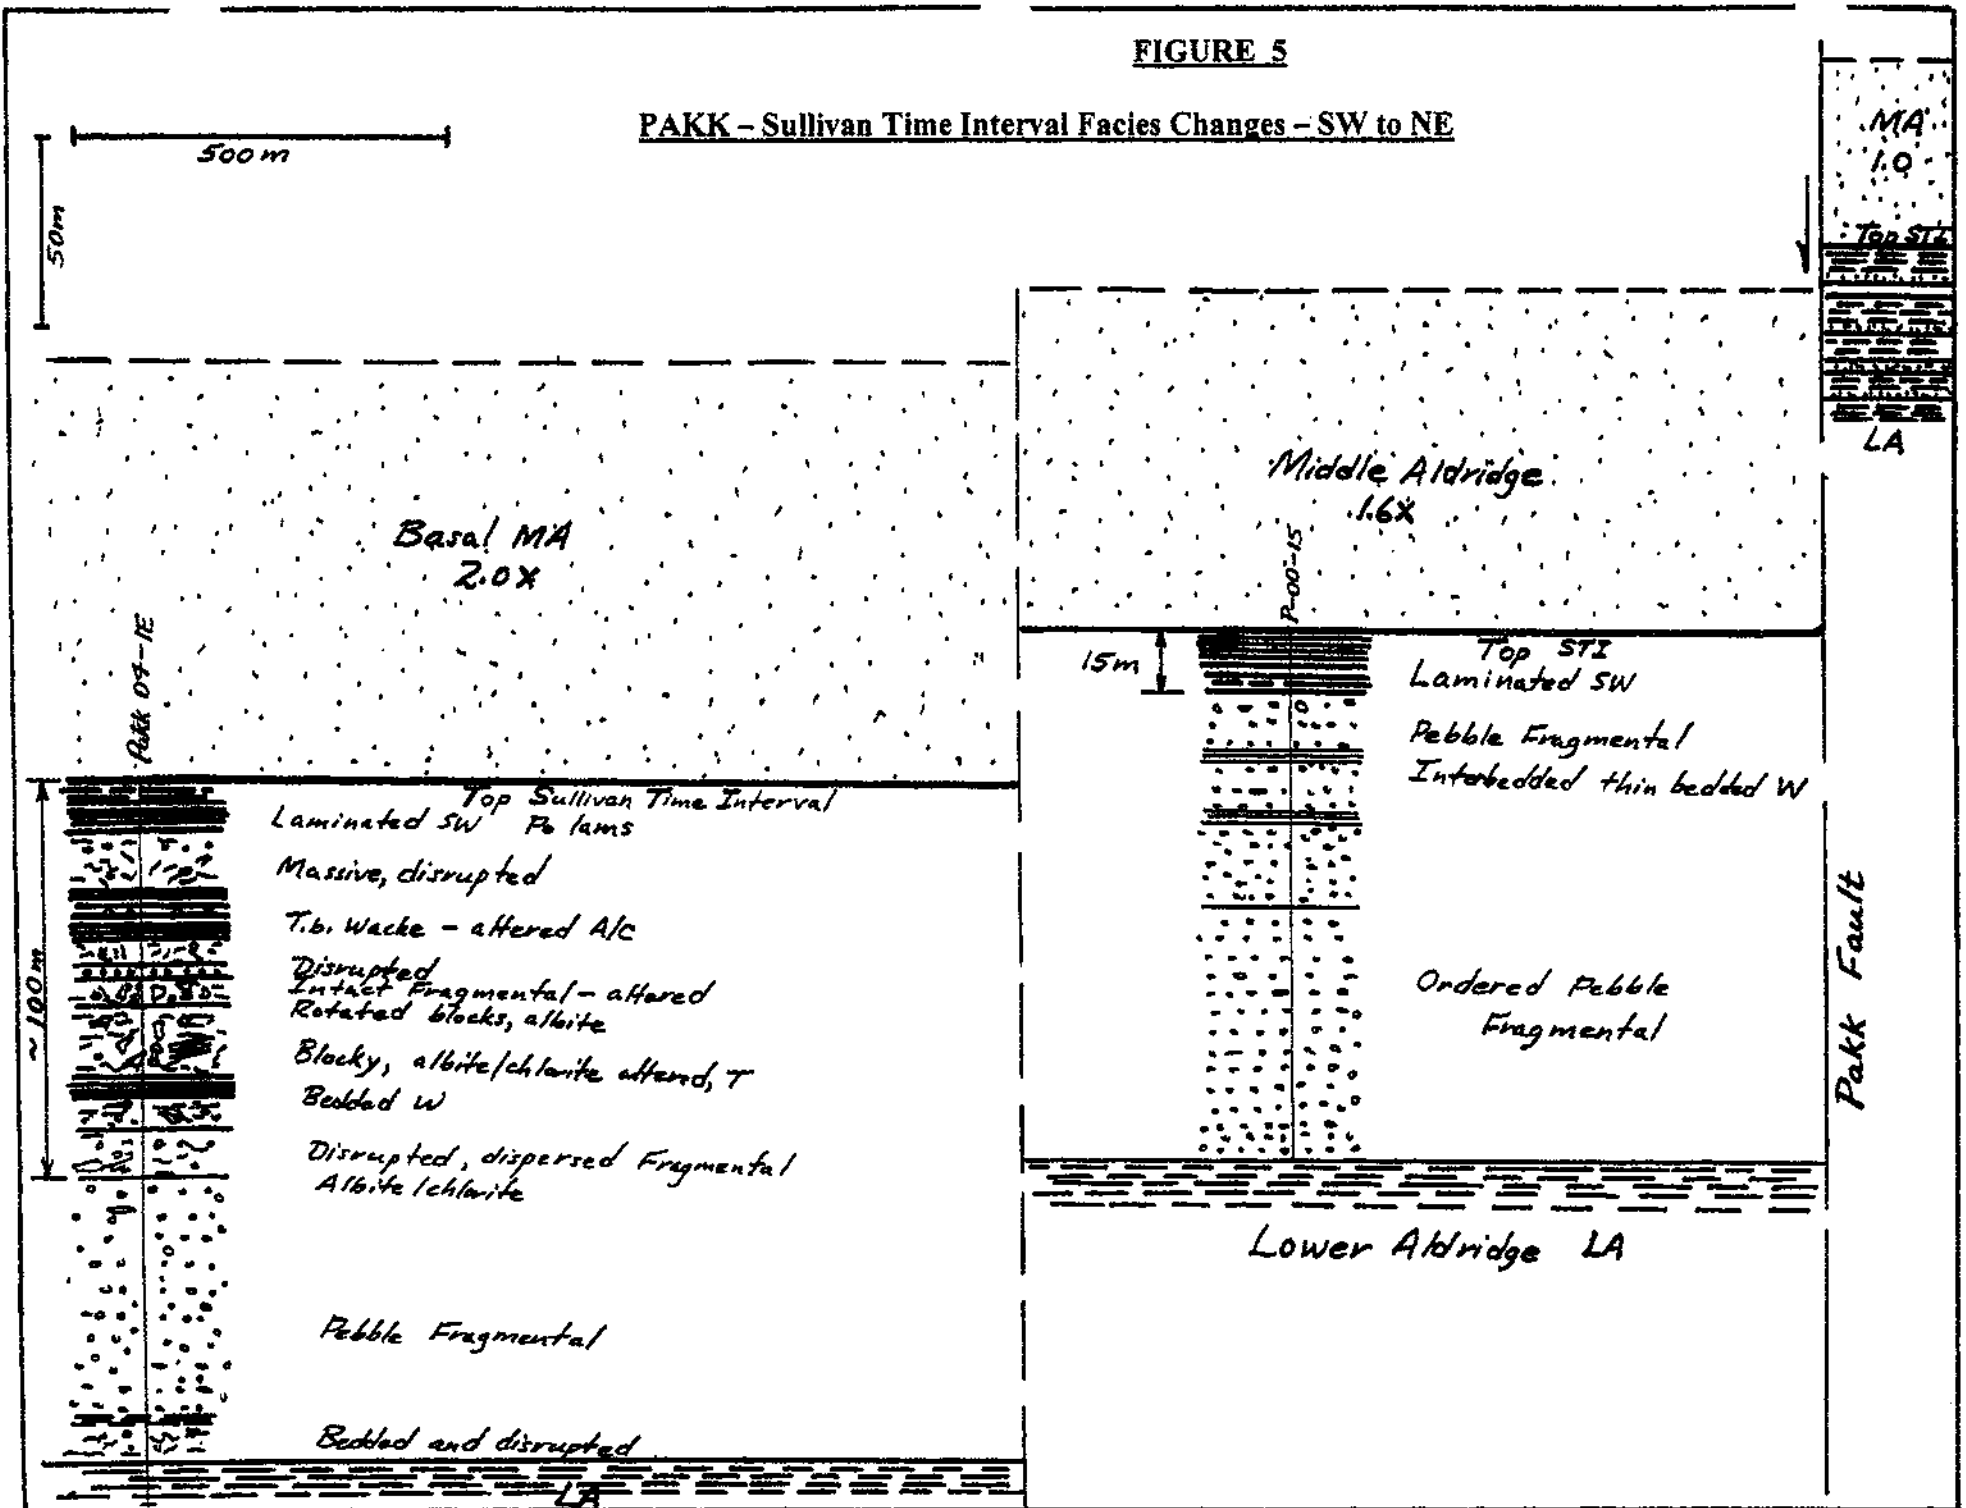 FIGURE 5
PAKK – Sullivan Time Interval Facies Changes – SW to NE
500m
50m
MA
1.0
Top STI
LA
Middle Aldridge
1.6X
P-00-15
Basal MA
2.0X
Pakk 04-1E
15m
Top STI
Laminated SW
Pebble Fragmental
Interbedded thin bedded W
Ordered Pebble
Fragmental
Pakk Fault
Lower Aldridge LA
~100m
Top Sullivan Time Interval
Laminated SW Po lams
Massive, disrupted
T.b. Wacke - altered A/C
Disrupted
Intact Fragmental - altered
Rotated blocks, albite
Blocky, albite/chlorite altered, T
Bedded W
Disrupted, dispersed Fragmental
Albite/chlorite
Pebble Fragmental
Bedded and disrupted
LA